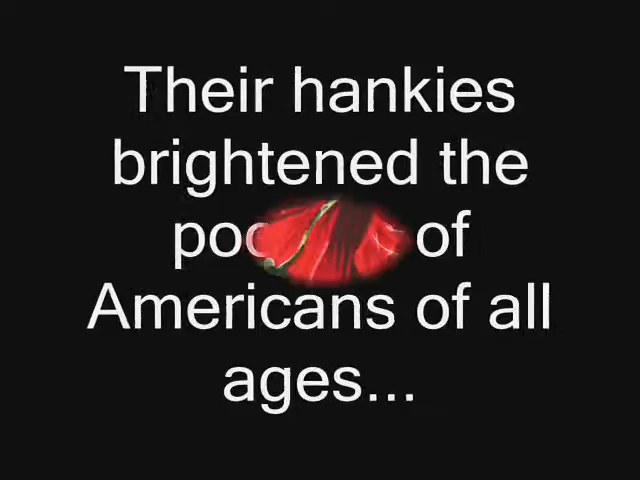 Their hankies
brightened the
of
Americans of all
ages...